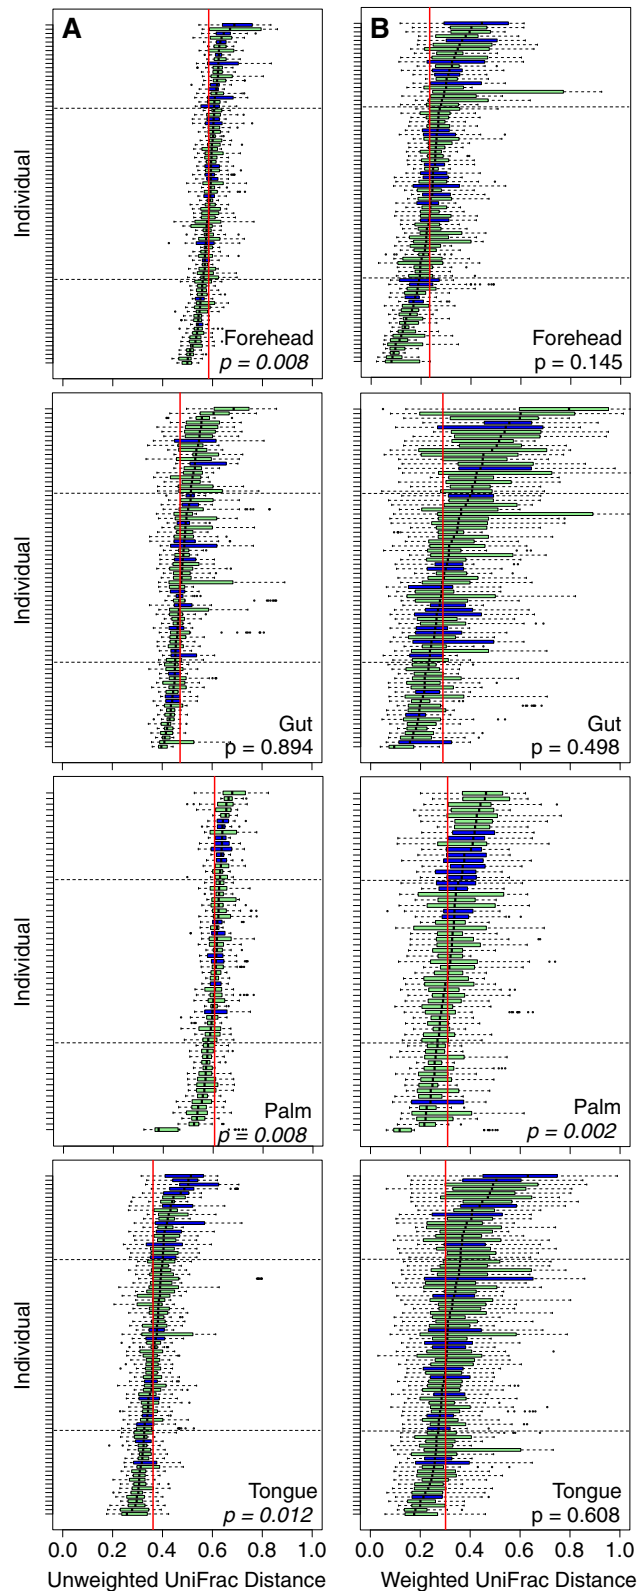 A
B
Individual
Forehead
p = 0.008
Forehead
p = 0.145
Individual
Gut
p = 0.894
Gut
p = 0.498
Individual
Palm
p = 0.008
Palm
p = 0.002
Individual
Tongue
p = 0.012
Tongue
p = 0.608
0.0 0.2 0.4 0.6 0.8 1.0
0.0 0.2 0.4 0.6 0.8 1.0
Unweighted UniFrac Distance
Weighted UniFrac Distance